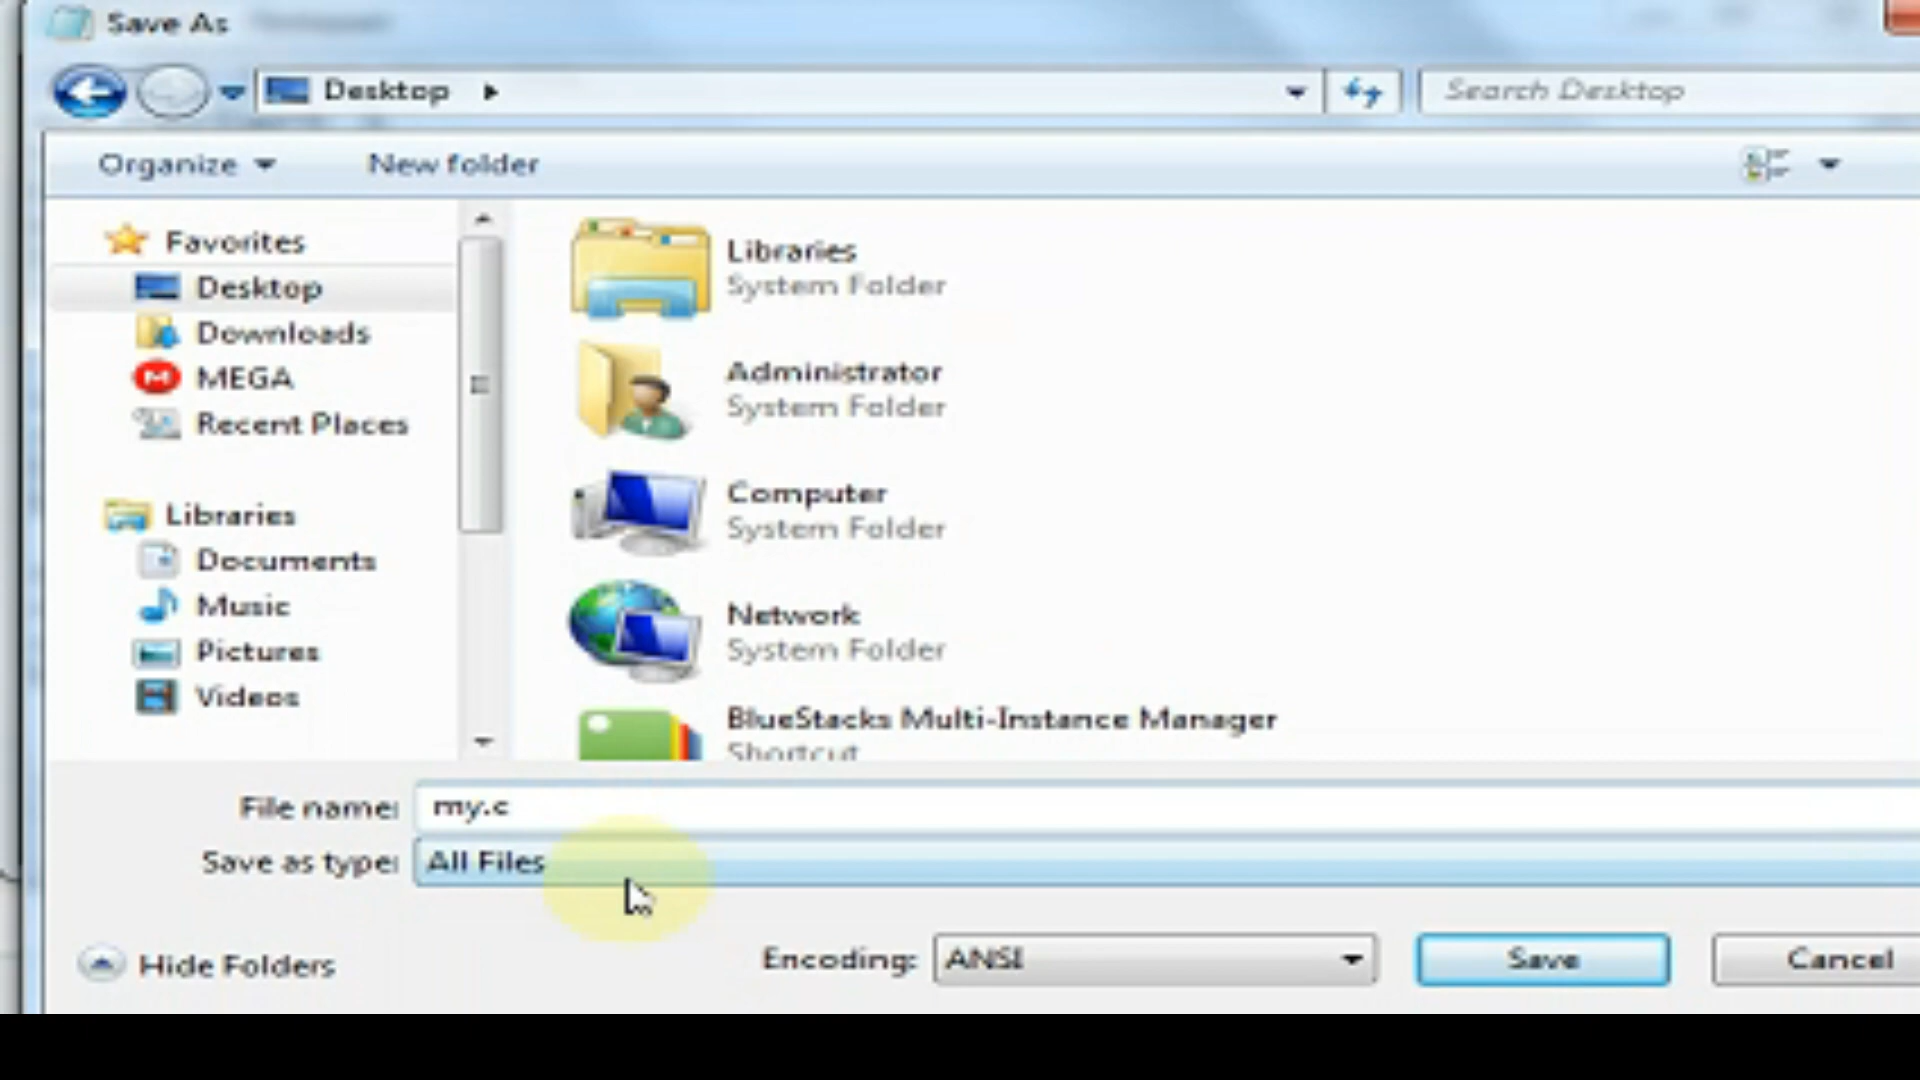 Save As
Desktop
Search Desktop
Organize
New folder
Favorites
Desktop
Downloads
MEGA
Recent Places
Libraries
Documents
Music
Pictures
Videos
Libraries
System Folder
Administrator
System Folder
Computer
System Folder
Network
System Folder
BlueStacks Multi-Instance Manager
Shortcut
File name: my.c
Save as type: All Files
Hide Folders
Encoding: ANSI
Save
Cancel